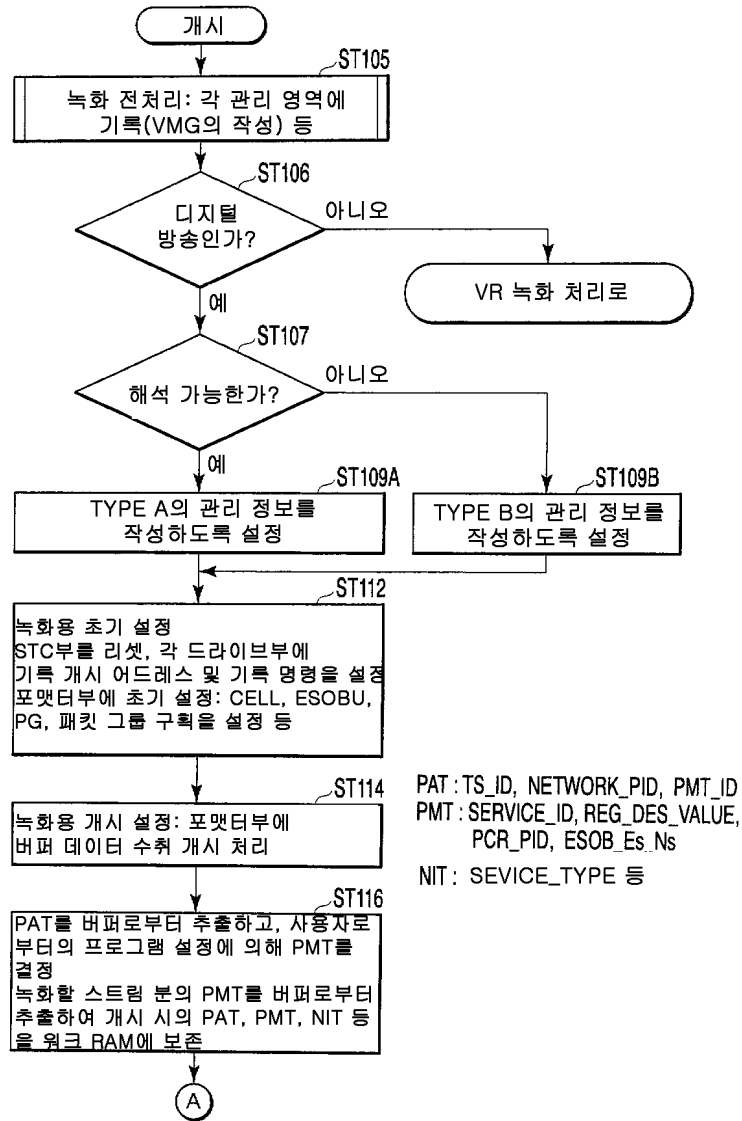 개시
ST105
녹화 전처리: 각 관리 영역에
기록(VMG의 작성) 등
ST106
디지털
방송인가?
아니오
VR 녹화 처리로
예
ST107
해석 가능한가?
아니오
예
ST109A
TYPE A의 관리 정보를
작성하도록 설정
ST109B
TYPE B의 관리 정보를
작성하도록 설정
ST112
녹화용 초기 설정
STC부를 리셋, 각 드라이브부에
기록 개시 어드레스 및 기록 명령을 설정
포맷터부에 초기 설정: CELL, ESOBU,
PG, 패킷 그룹 구획을 설정 등
ST114
녹화용 개시 설정: 포맷터부에
버퍼 데이터 수취 개시 처리
PAT : TS_ID, NETWORK_PID, PMT_ID
PMT : SERVICE_ID, REG_DES_VALUE,
PCR_PID, ESOB_Es_Ns
NIT : SEVICE_TYPE 등
ST116
PAT를 버퍼로부터 추출하고, 사용자로
부터의 프로그램 설정에 의해 PMT를
결정
녹화할 스트림 분의 PMT를 버퍼로부터
추출하여 개시 시의 PAT, PMT, NIT 등
을 워크 RAM에 보존
A